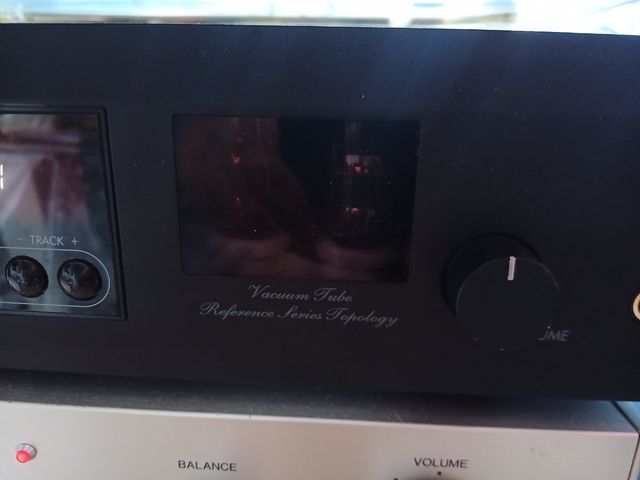 - TRACK +
Vacuum Tube
Reference Series Topology
UME
BALANCE
VOLUME